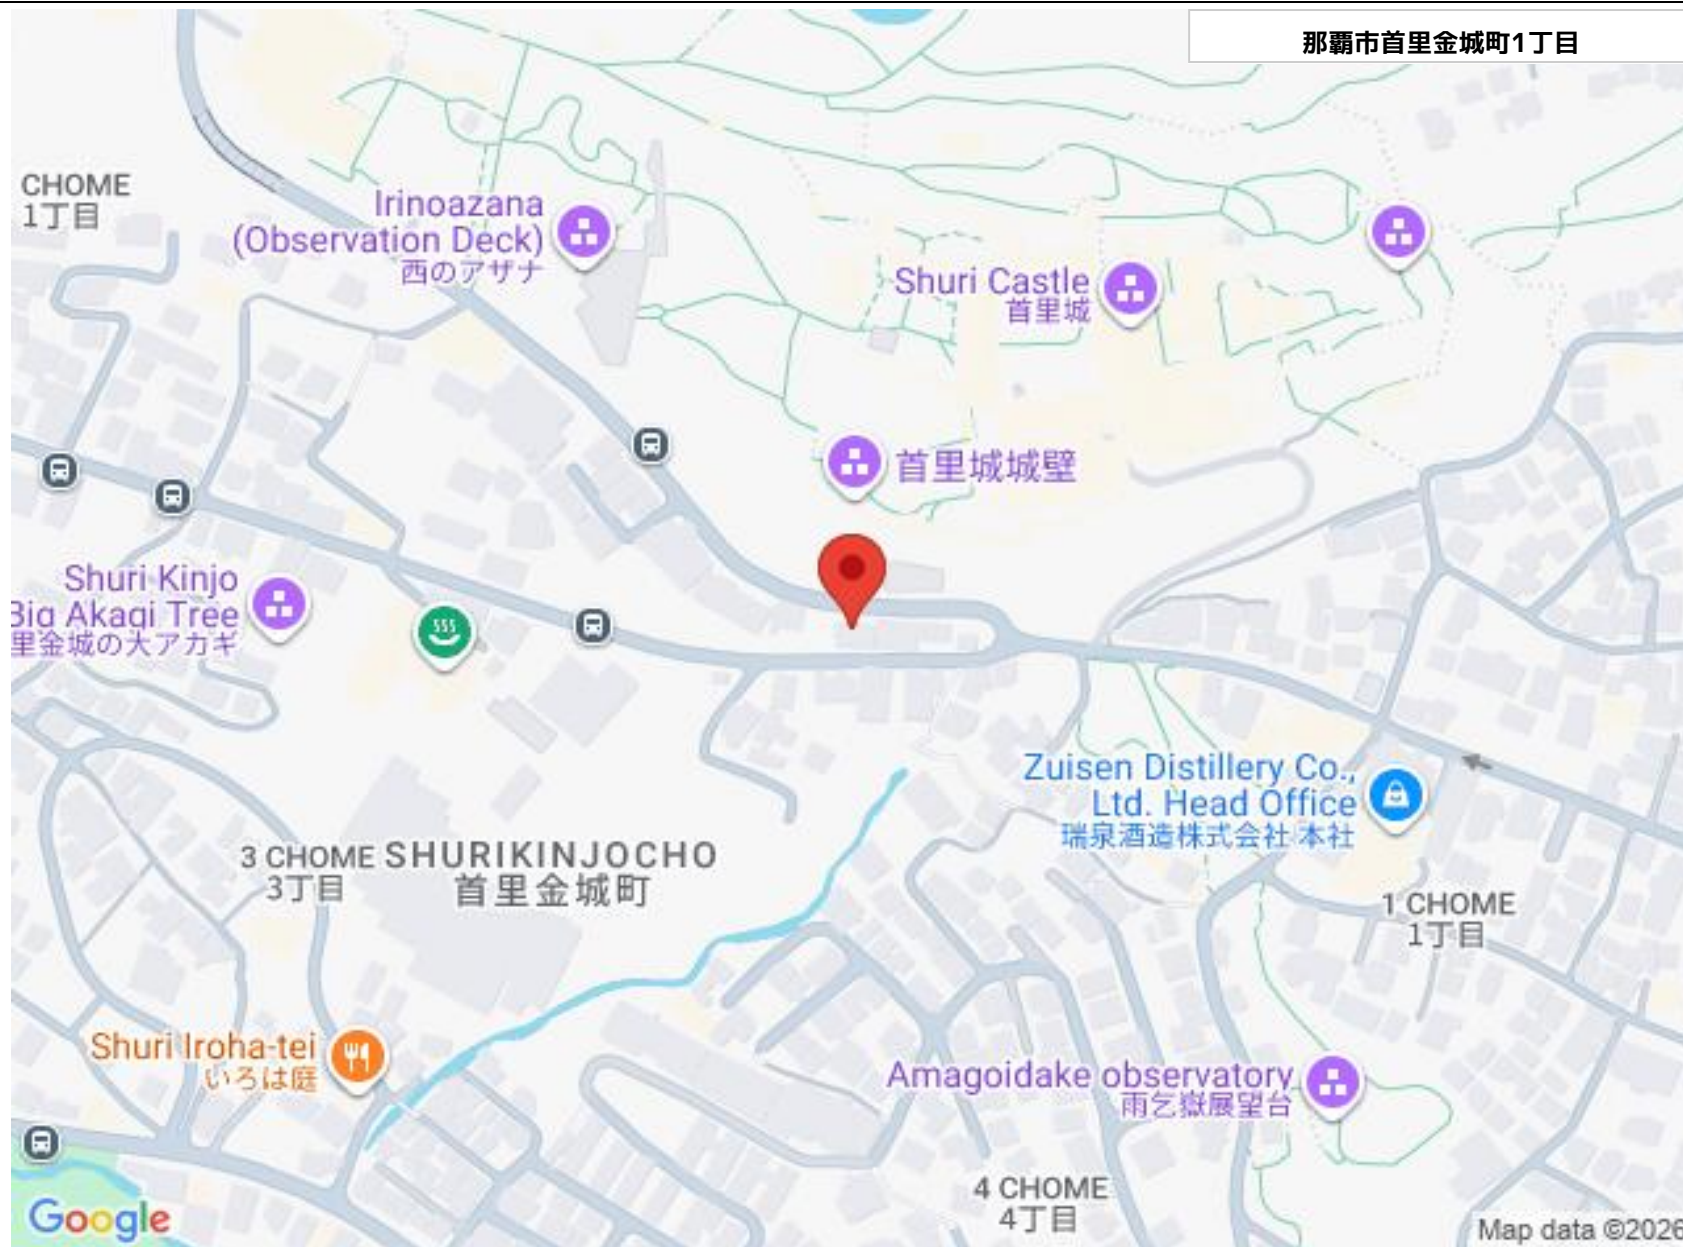 那覇市首里金城町1丁目
CHOME
1丁目
Irinoazana
(Observation Deck)
西のアザナ
Shuri Castle
首里城
首里城城壁
Shuri Kinjo
Big Akagi Tree
里金城の大アカギ
Zuisen Distillery Co.,
Ltd. Head Office
瑞泉酒造株式会社 本社
3 CHOME SHURIKINJOCHO
3丁目 首里金城町
1 CHOME
1丁目
Shuri Iroha-tei
いろは庭
Amagoidake observatory
雨乞嶽展望台
4 CHOME
4丁目
Google
Map data ©2026